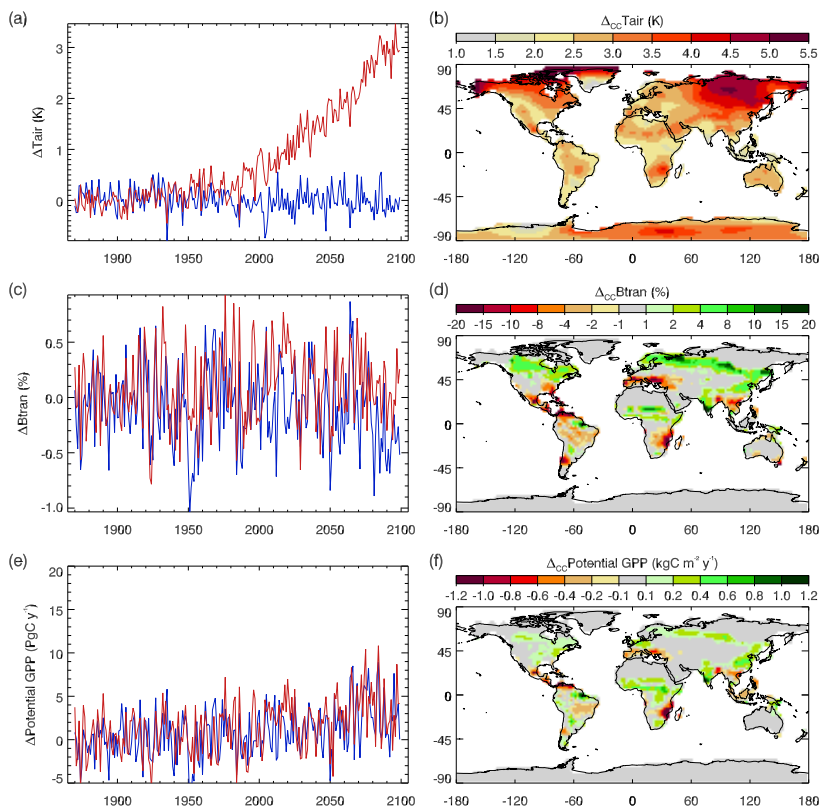 (a)
ΔTair (K)
3
2
1
0
1900 1950 2000 2050 2100
(b)
Δ_CC Tair (K)
1.0 1.5 2.0 2.5 3.0 3.5 4.0 4.5 5.0 5.5
90
45
0
-45
-90
-180 -120 -60 0 60 120 180
(c)
ΔBtran (%)
0.5
0.0
-0.5
-1.0
1900 1950 2000 2050 2100
(d)
Δ_CC Btran (%)
-20 -15 -10 -8 -4 -2 -1 1 2 4 8 10 15 20
90
45
0
-45
-90
-180 -120 -60 0 60 120 180
(e)
ΔPotential GPP (PgC y⁻¹)
20
15
10
5
0
-5
1900 1950 2000 2050 2100
(f)
Δ_CC Potential GPP (kgC m⁻² y⁻¹)
-1.2 -1.0 -0.8 -0.6 -0.4 -0.2 -0.1 0.1 0.2 0.4 0.6 0.8 1.0 1.2
90
45
0
-45
-90
-180 -120 -60 0 60 120 180